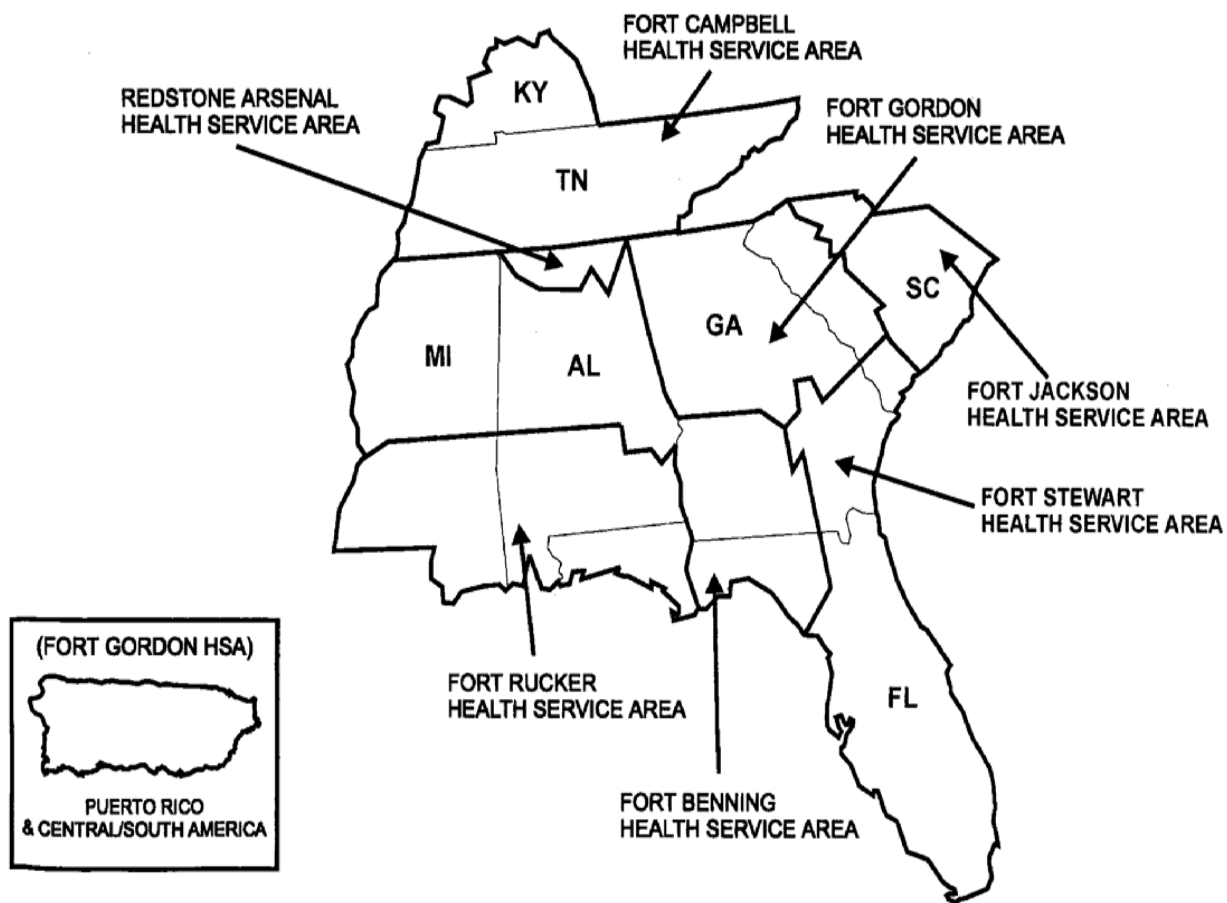 FORT CAMPBELL
HEALTH SERVICE AREA
REDSTONE ARSENAL
HEALTH SERVICE AREA
KY
FORT GORDON
HEALTH SERVICE AREA
TN
SC
GA
MI
AL
FORT JACKSON
HEALTH SERVICE AREA
FORT STEWART
HEALTH SERVICE AREA
(FORT GORDON HSA)
FORT RUCKER
HEALTH SERVICE AREA
FL
PUERTO RICO
& CENTRAL/SOUTH AMERICA
FORT BENNING
HEALTH SERVICE AREA